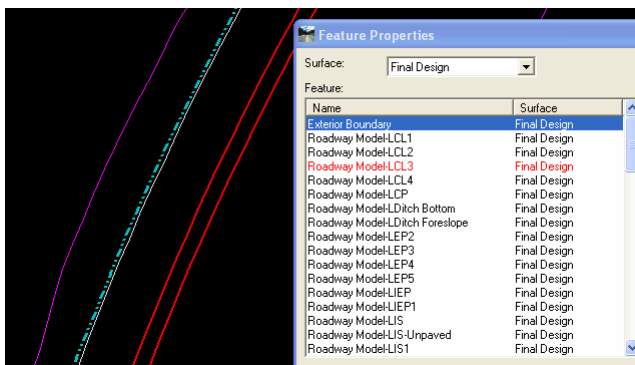 Feature Properties
Surface: Final Design
Feature:
Name Surface
Exterior Boundary Final Design
Roadway Model-LCL1 Final Design
Roadway Model-LCL2 Final Design
Roadway Model-LCL3 Final Design
Roadway Model-LCL4 Final Design
Roadway Model-LCP Final Design
Roadway Model-LDitch Bottom Final Design
Roadway Model-LDitch Foreslope Final Design
Roadway Model-LEP2 Final Design
Roadway Model-LEP3 Final Design
Roadway Model-LEP4 Final Design
Roadway Model-LEP5 Final Design
Roadway Model-LIEP Final Design
Roadway Model-LIEP1 Final Design
Roadway Model-LIS Final Design
Roadway Model-LIS-Unpaved Final Design
Roadway Model-LIS1 Final Design